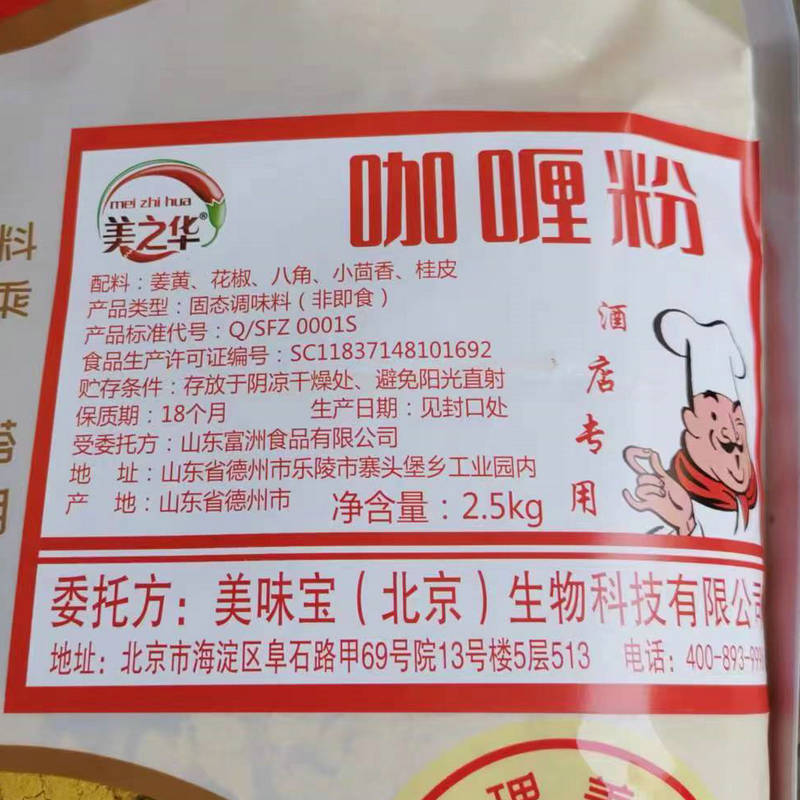 mei zhi hua
美之华®
咖喱粉
配料：姜黄、花椒、八角、小茴香、桂皮
产品类型：固态调味料（非即食）
产品标准代号：Q/SFZ 0001S
食品生产许可证编号：SC11837148101692
贮存条件：存放于阴凉干燥处、避免阳光直射
保质期：18个月 生产日期：见封口处
受委托方：山东富洲食品有限公司
地 址：山东省德州市乐陵市寨头堡乡工业园内
产 地：山东省德州市 净含量：2.5kg
酒店专用
委托方：美味宝（北京）生物科技有限公司
地址：北京市海淀区阜石路甲69号院13号楼5层513 电话：400-893-999
料